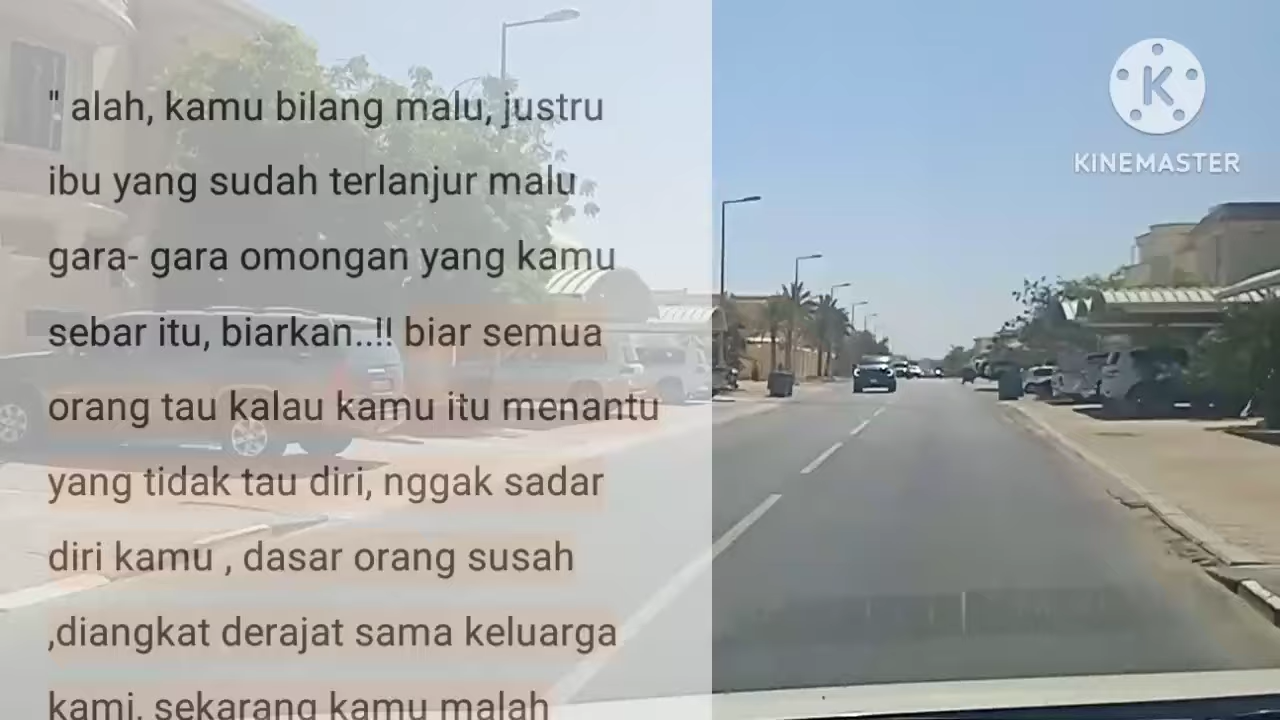 " alah, kamu bilang malu, justru
ibu yang sudah terlanjur malu
gara- gara omongan yang kamu
sebar itu, biarkan..!! biar semua
orang tau kalau kamu itu menantu
yang tidak tau diri, nggak sadar
diri kamu , dasar orang susah
,diangkat derajat sama keluarga
kami, sekarang kamu malah
K
KINEMASTER